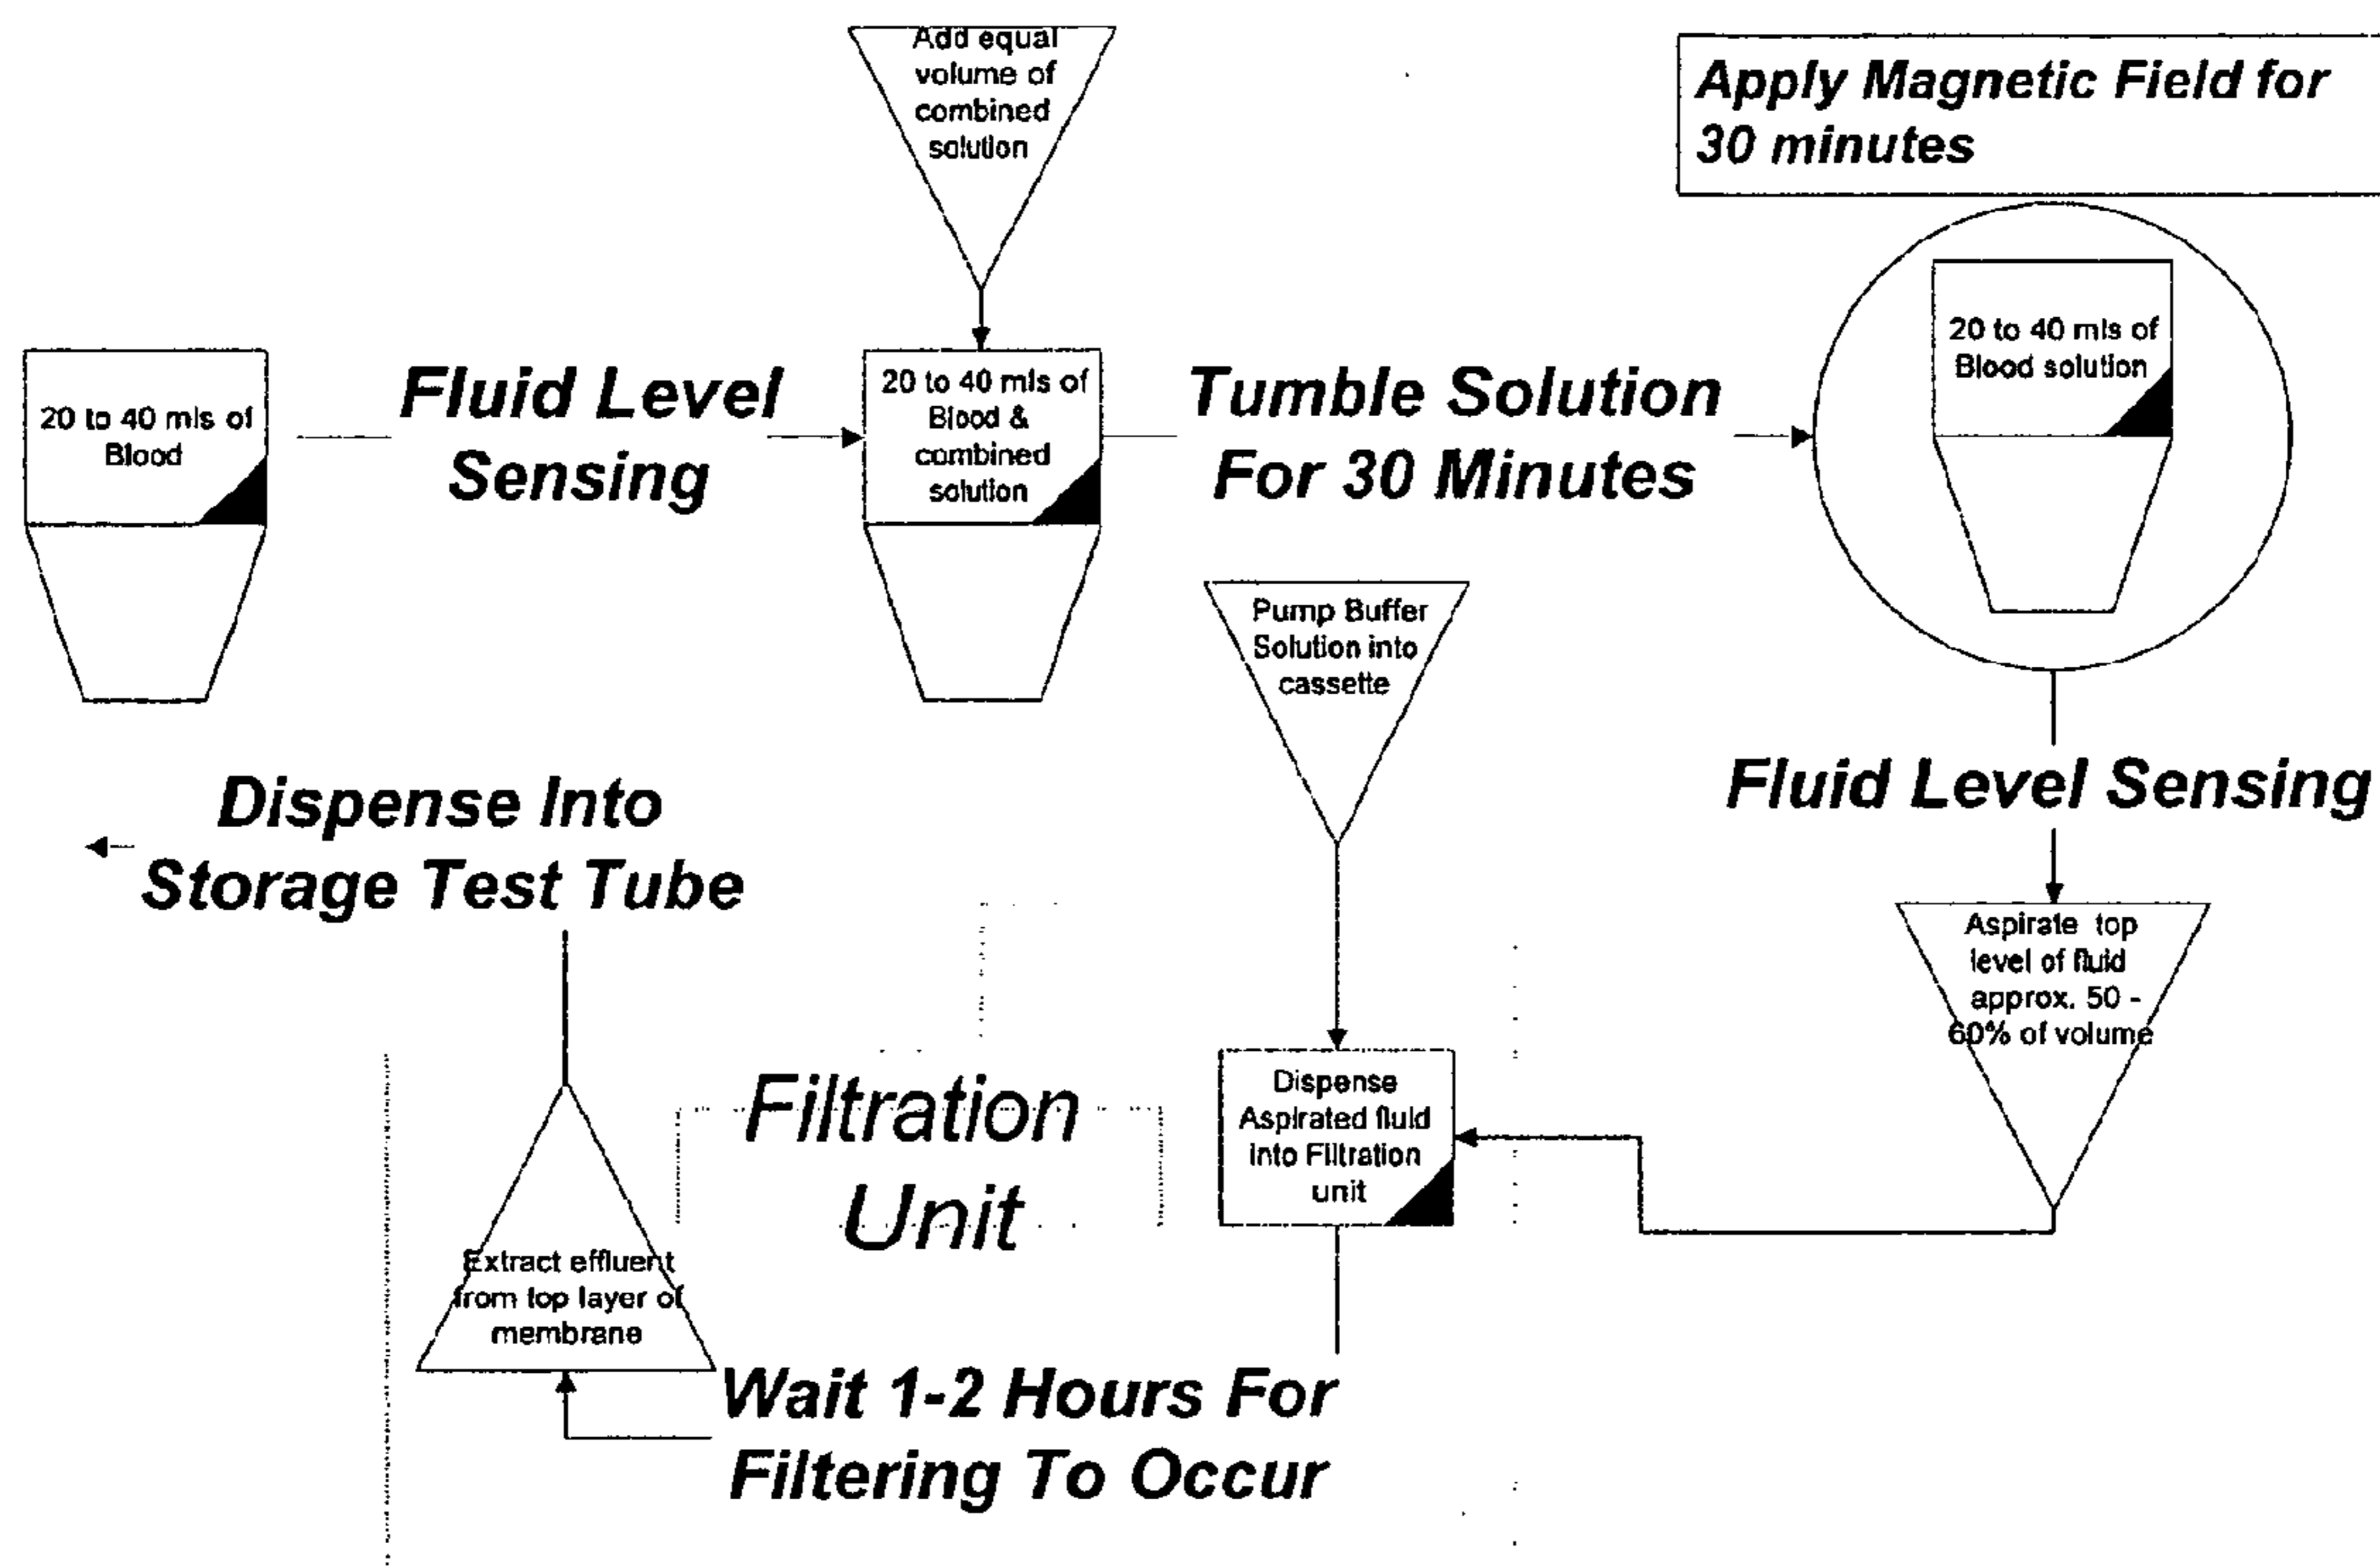 Add equal
volume of
combined
solution
Apply Magnetic Field for
30 minutes
20 to 40 mls of
Blood
Fluid Level
Sensing
20 to 40 mls of
Blood &
combined
solution
Tumble Solution
For 30 Minutes
20 to 40 mls of
Blood solution
Pump Buffer
Solution into
cassette
Fluid Level Sensing
Dispense Into
Storage Test Tube
Aspirate top
level of fluid
approx. 50 -
60% of volume
Filtration
Unit
Dispense
Aspirated fluid
into Filtration
unit
Extract effluent
from top layer of
membrane
Wait 1-2 Hours For
Filtering To Occur